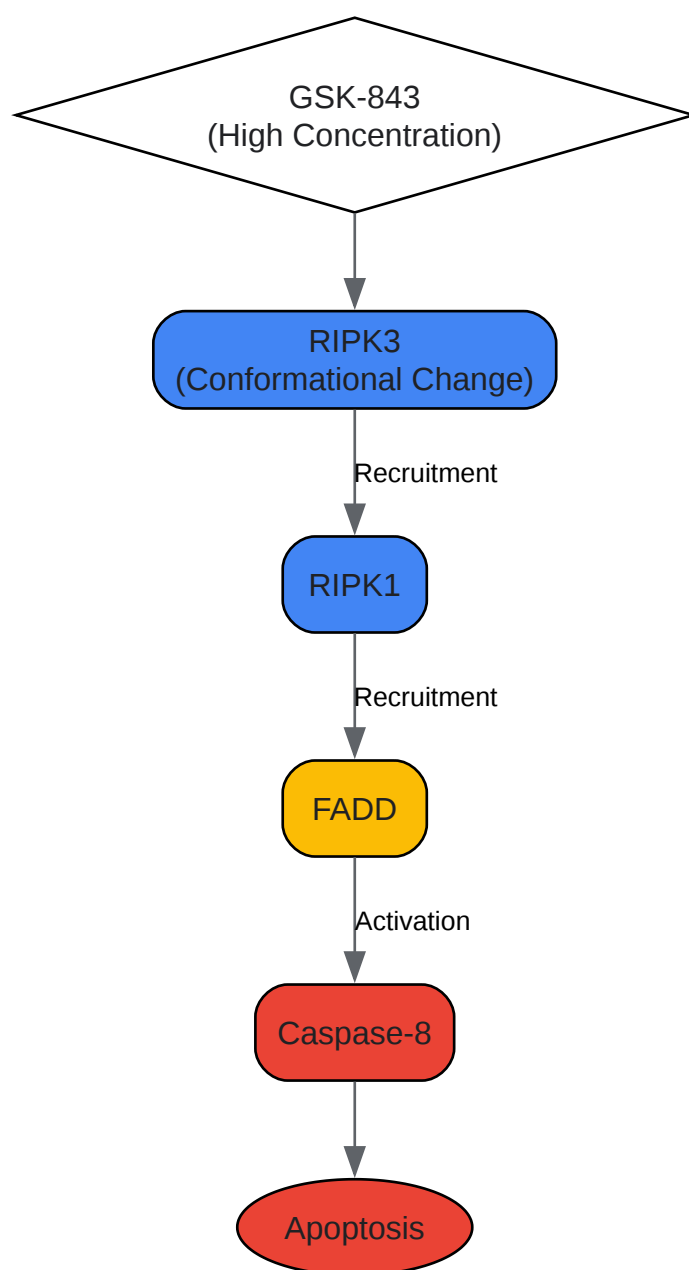 GSK-843
(High Concentration)
RIPK3
(Conformational Change)
Recruitment
RIPK1
Recruitment
FADD
Activation
Caspase-8
Apoptosis